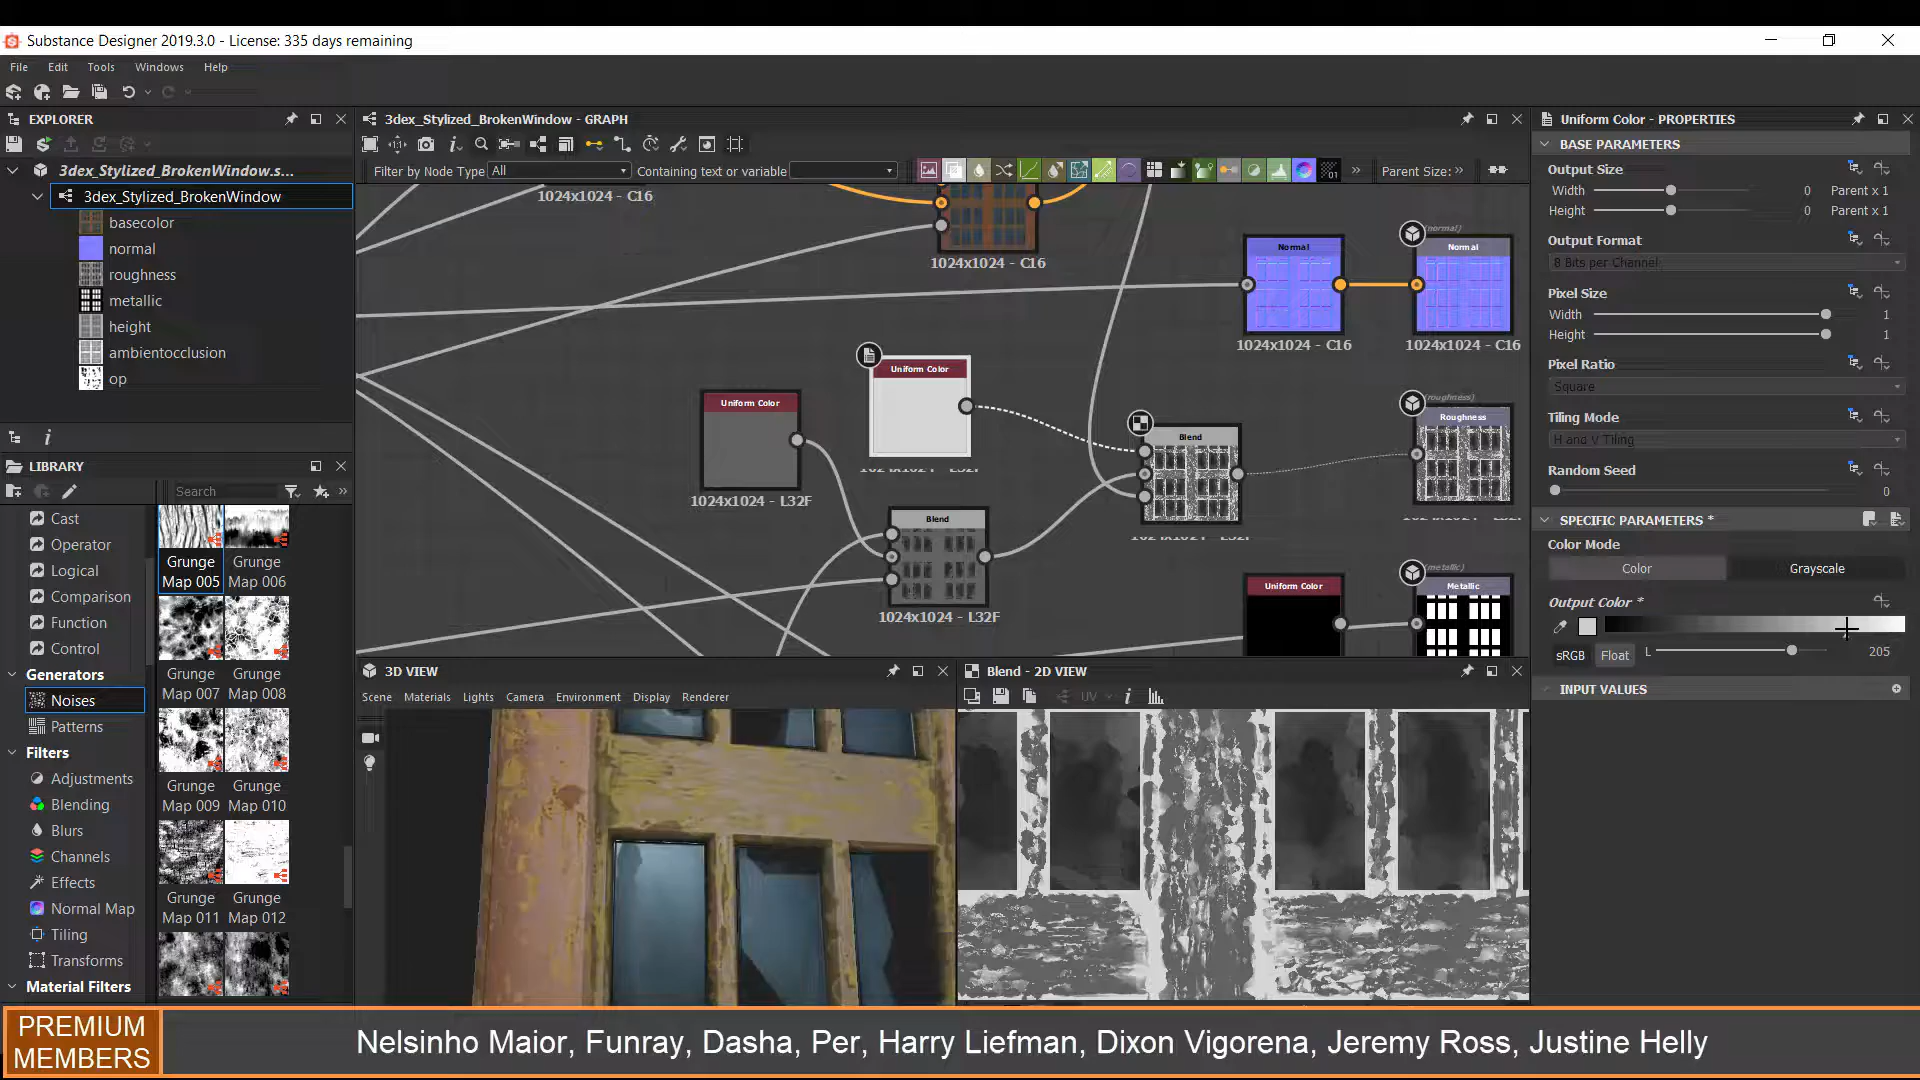 Substance Designer 2019.3.0 - License: 335 days remaining
File Edit Tools Windows Help
EXPLORER
3dex_Stylized_BrokenWindow.s...
3dex_Stylized_BrokenWindow
basecolor
normal
roughness
metallic
height
ambientocclusion
op
LIBRARY
Search
Cast
Operator
Logical
Comparison
Function
Control
Generators
Noises
Patterns
Filters
Adjustments
Blending
Blurs
Channels
Effects
Normal Map
Tiling
Transforms
Material Filters
Grunge Map 005
Grunge Map 006
Grunge Map 007
Grunge Map 008
Grunge Map 009
Grunge Map 010
Grunge Map 011
Grunge Map 012
3dex_Stylized_BrokenWindow - GRAPH
Filter by Node Type All Containing text or variable Parent Size:
1024x1024 - C16
1024x1024 - C16
Normal
1024x1024 - C16
(normal)
Normal
1024x1024 - C16
Uniform Color
Uniform Color
1024x1024 - L32F
Blend
1024x1024 - L32F
Blend
(roughness)
Roughness
Uniform Color
(metallic)
Metallic
3D VIEW
Scene Materials Lights Camera Environment Display Renderer
Blend - 2D VIEW
UV
Uniform Color - PROPERTIES
BASE PARAMETERS
Output Size
Width 0 Parent x 1
Height 0 Parent x 1
Output Format
8 Bits per Channel
Pixel Size
Width 1
Height 1
Pixel Ratio
Square
Tiling Mode
H and V Tiling
Random Seed
0
SPECIFIC PARAMETERS *
Color Mode
Color Grayscale
Output Color *
sRGB Float L 205
INPUT VALUES
PREMIUM
MEMBERS
Nelsinho Maior, Funray, Dasha, Per, Harry Liefman, Dixon Vigorena, Jeremy Ross, Justine Helly